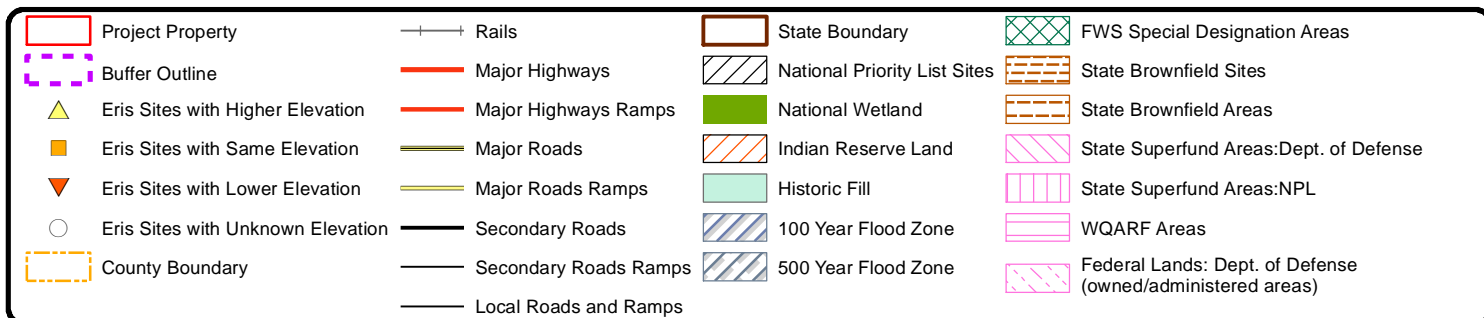 Project Property
Buffer Outline
Eris Sites with Higher Elevation
Eris Sites with Same Elevation
Eris Sites with Lower Elevation
Eris Sites with Unknown Elevation
County Boundary
Rails
Major Highways
Major Highways Ramps
Major Roads
Major Roads Ramps
Secondary Roads
Secondary Roads Ramps
Local Roads and Ramps
State Boundary
National Priority List Sites
National Wetland
Indian Reserve Land
Historic Fill
100 Year Flood Zone
500 Year Flood Zone
FWS Special Designation Areas
State Brownfield Sites
State Brownfield Areas
State Superfund Areas:Dept. of Defense
State Superfund Areas:NPL
WQARF Areas
Federal Lands: Dept. of Defense
(owned/administered areas)